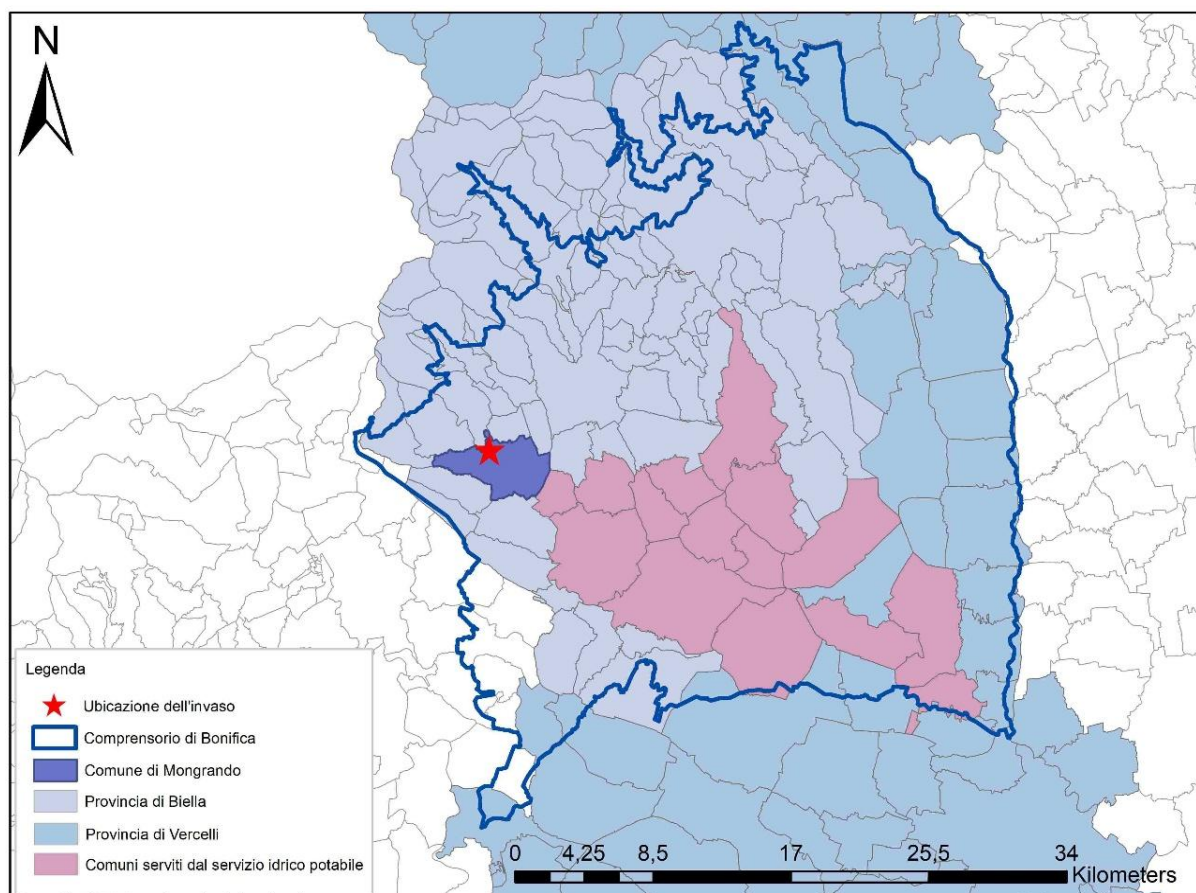 N
Legenda
Ubicazione dell'invaso
Comprensorio di Bonifica
Comune di Mongrando
Provincia di Biella
Provincia di Vercelli
Comuni serviti dal servizio idrico potabile
0 4,25 8,5 17 25,5 34
Kilometers